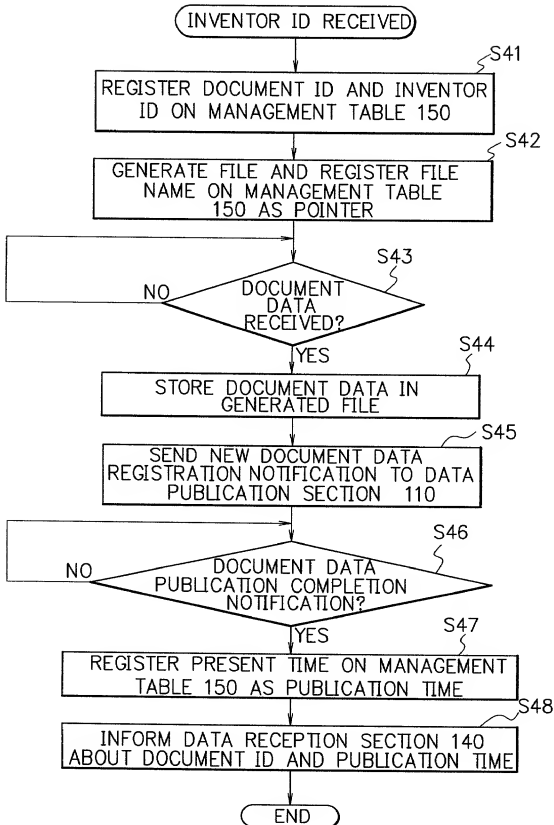 INVENTOR ID RECEIVED
S41
REGISTER DOCUMENT ID AND INVENTOR
ID ON MANAGEMENT TABLE 150
S42
GENERATE FILE AND REGISTER FILE
NAME ON MANAGEMENT TABLE
150 AS POINTER
S43
NO
DOCUMENT
DATA
RECEIVED?
YES
S44
STORE DOCUMENT DATA IN
GENERATED FILE
S45
SEND NEW DOCUMENT DATA
REGISTRATION NOTIFICATION TO DATA
PUBLICATION SECTION 110
S46
NO
DOCUMENT DATA
PUBLICATION COMPLETION
NOTIFICATION?
YES
S47
REGISTER PRESENT TIME ON MANAGEMENT
TABLE 150 AS PUBLICATION TIME
S48
INFORM DATA RECEPTION SECTION 140
ABOUT DOCUMENT ID AND PUBLICATION TIME
END